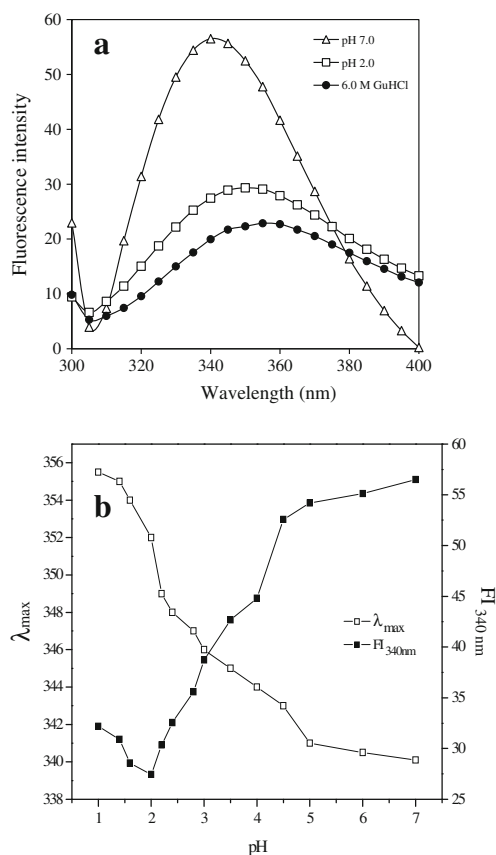 a
60
50
40
30
20
10
0
pH 7.0
pH 2.0
6.0 M GuHCl
Fluorescence intensity
300 320 340 360 380 400
Wavelength (nm)
b
356
354
352
350
348
346
344
342
340
338
λmax
λmax
FI340nm
60
55
50
45
40
35
30
25
FI340 nm
1 2 3 4 5 6 7
pH